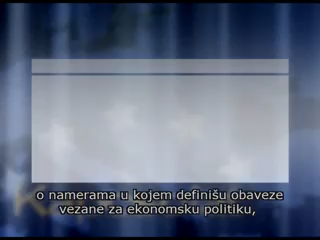 o namerama u kojem definišu obaveze
vezane za ekonomsku politiku,